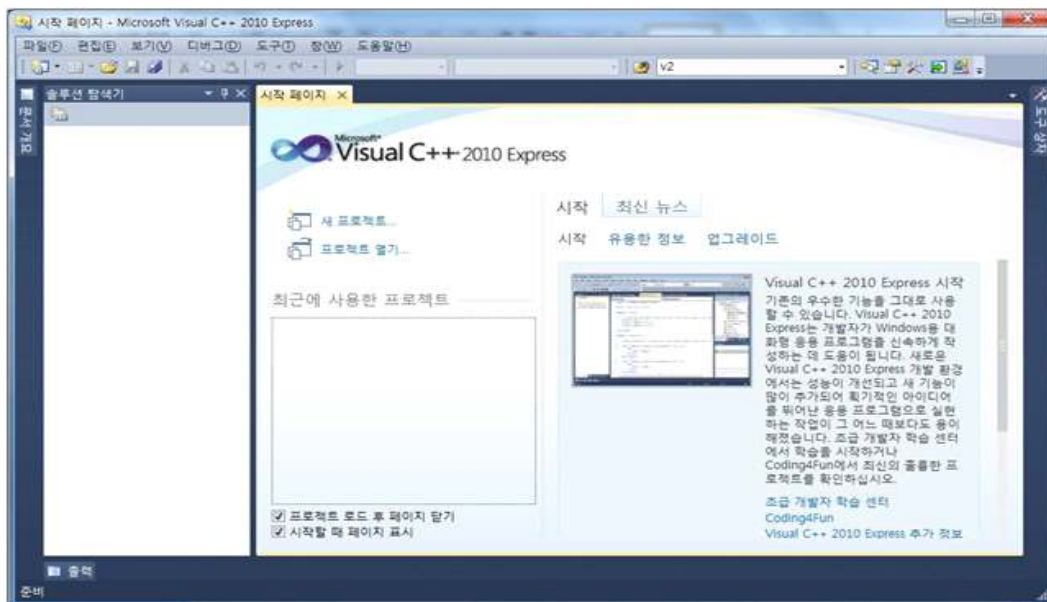 시작 페이지 - Microsoft Visual C++ 2010 Express
파일(F) 편집(E) 보기(V) 디버그(D) 도구(T) 창(W) 도움말(H)
v2
문서 개요
솔루션 탐색기
시작 페이지
도구 상자
Microsoft
Visual C++ 2010 Express
새 프로젝트...
프로젝트 열기...
최근에 사용한 프로젝트
프로젝트 로드 후 페이지 닫기
시작할 때 페이지 표시
시작 최신 뉴스
시작 유용한 정보 업그레이드
Visual C++ 2010 Express 시작
기존의 우수한 기능을 그대로 사용
할 수 있습니다. Visual C++ 2010
Express는 개발자가 Windows용 대
화형 응용 프로그램을 신속하게 작
성하는 데 도움이 됩니다. 새로운
Visual C++ 2010 Express 개발 환경
에서는 성능이 개선되고 새 기능이
많이 추가되어 획기적인 아이디어
를 뛰어난 응용 프로그램으로 실현
하는 작업이 그 어느 때보다도 용이
해졌습니다. 초급 개발자 학습 센터
에서 학습을 시작하거나
Coding4Fun에서 최신의 훌륭한 프
로젝트를 확인하십시오.
초급 개발자 학습 센터
Coding4Fun
Visual C++ 2010 Express 추가 정보
출력
준비